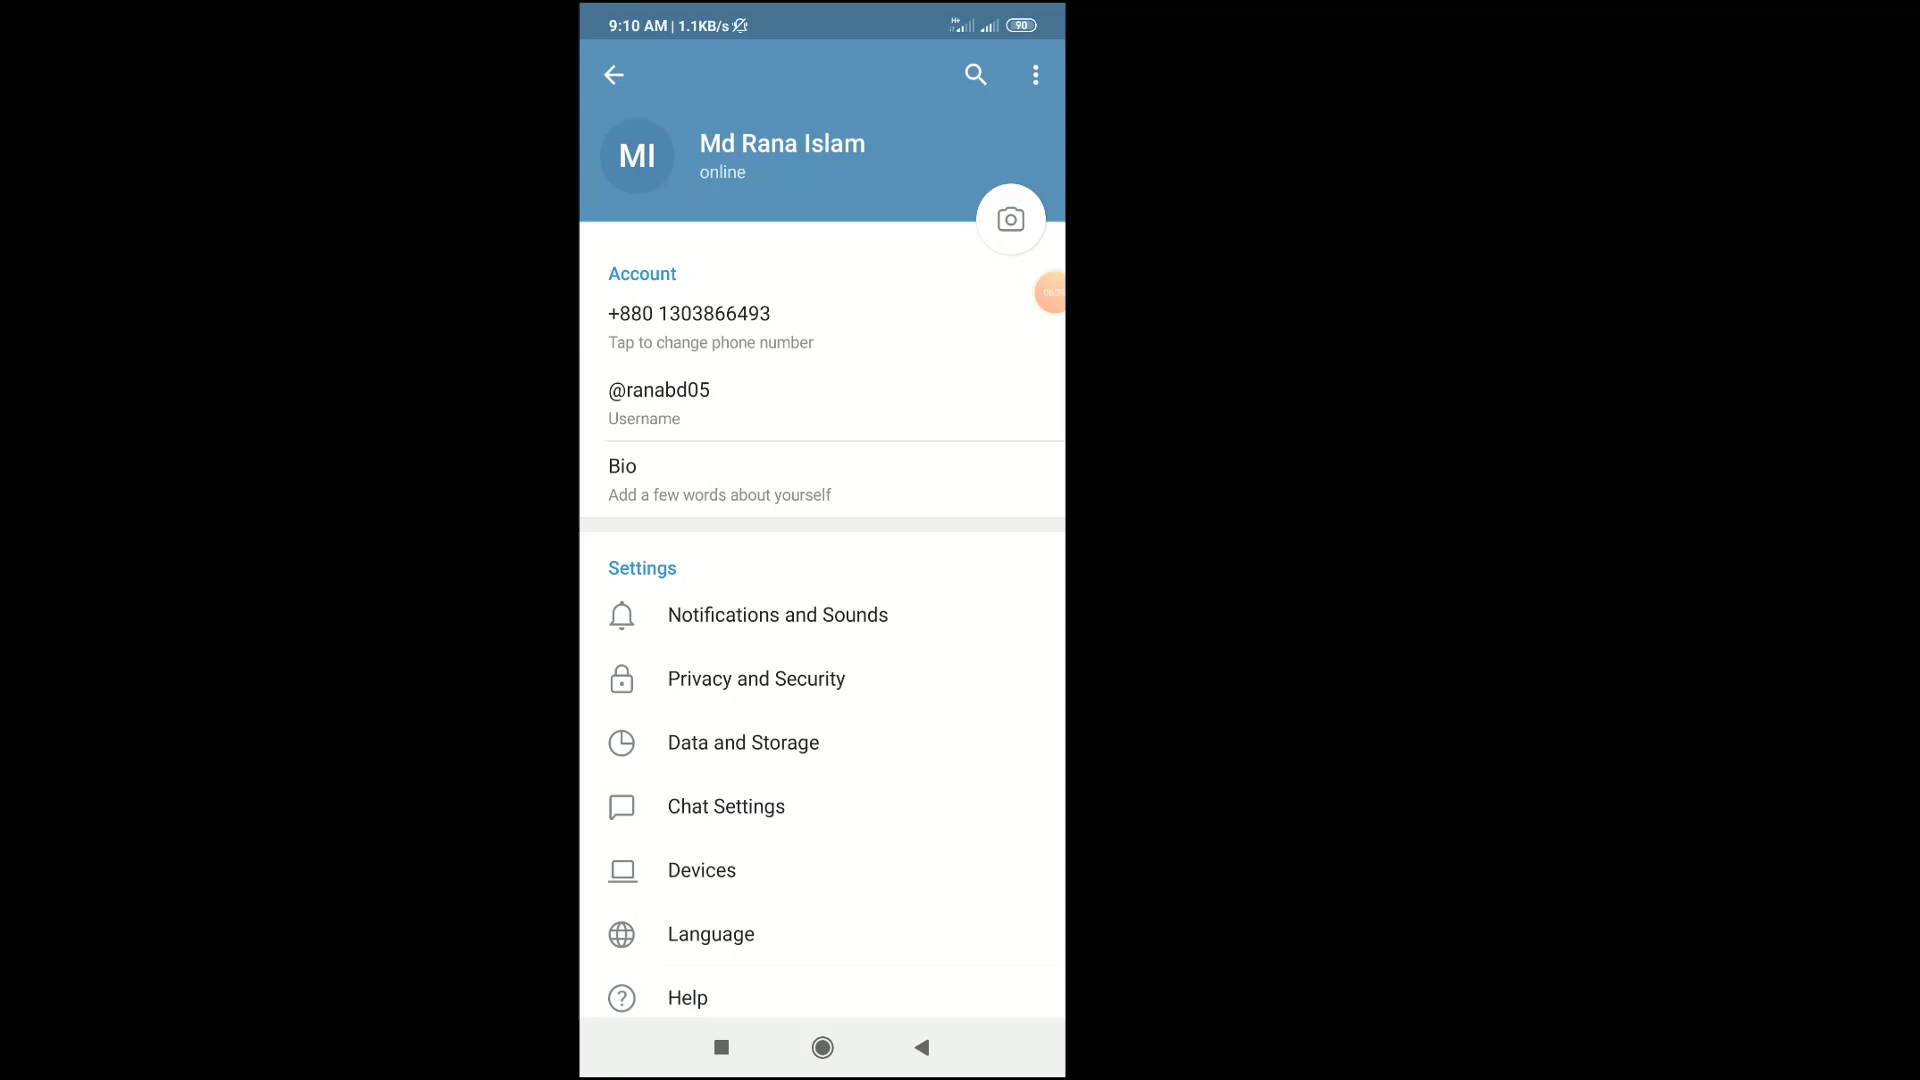 9:10 AM | 1.1KB/s
H+
90
MI
Md Rana Islam
online
Account
+880 1303866493
Tap to change phone number
@ranabd05
Username
Bio
Add a few words about yourself
Settings
Notifications and Sounds
Privacy and Security
Data and Storage
Chat Settings
Devices
Language
Help